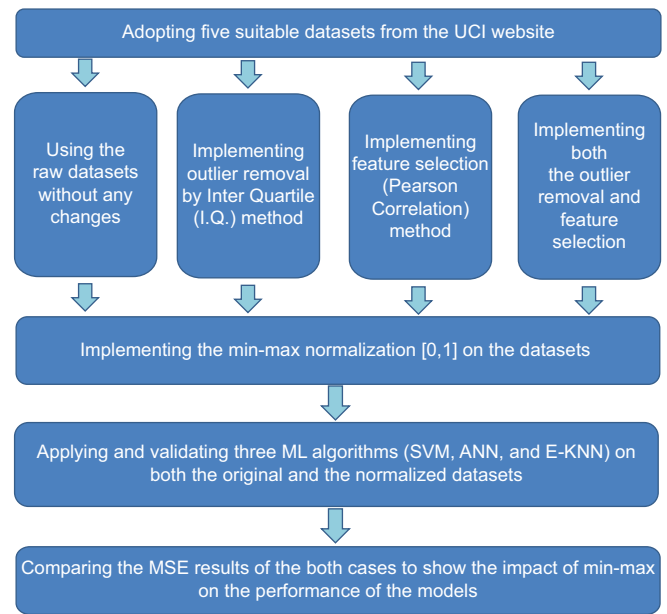 Adopting five suitable datasets from the UCI website
Using the
raw datasets
without any
changes
Implementing
outlier removal
by Inter Quartile
(I.Q.) method
Implementing
feature selection
(Pearson
Correlation)
method
Implementing
both
the outlier
removal and
feature
selection
Implementing the min-max normalization [0,1] on the datasets
Applying and validating three ML algorithms (SVM, ANN, and E-KNN) on
both the original and the normalized datasets
Comparing the MSE results of the both cases to show the impact of min-max
on the performance of the models